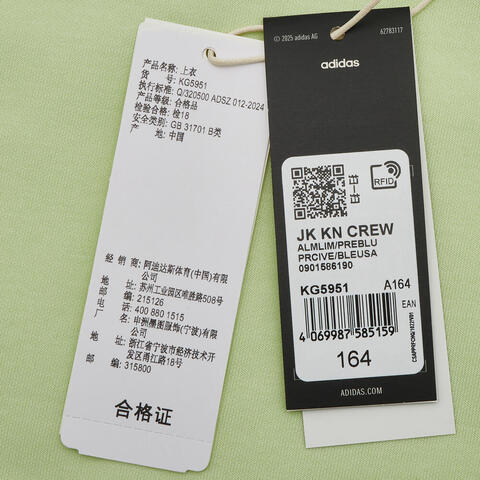 产品名称: 上衣
货 号: KG5951
执行标准: Q/320500 ADSZ 012-2024
产品等级: 合格品
检验合格: 检18
安全类别: GB 31701 B类
产 地: 中国
经 销 商: 阿迪达斯体育(中国)有限
公司
地 址: 苏州工业园区唯胜路508号
邮 编: 215126
电 话: 400 880 1515
厂 名: 申洲墨图服饰(宁波)有限
公司
地 址: 浙江省宁波市经济技术开
发区甬江路18号
邮 编: 315800
合格证
© 2025 adidas AG
62783117
adidas
RFID
JK KN CREW
ALMLIM/PREBLU
PRCIVE/BLEUSA
0901586190
KG5951 A164
EAN
4 069987 585159
164
ADIDAS.COM